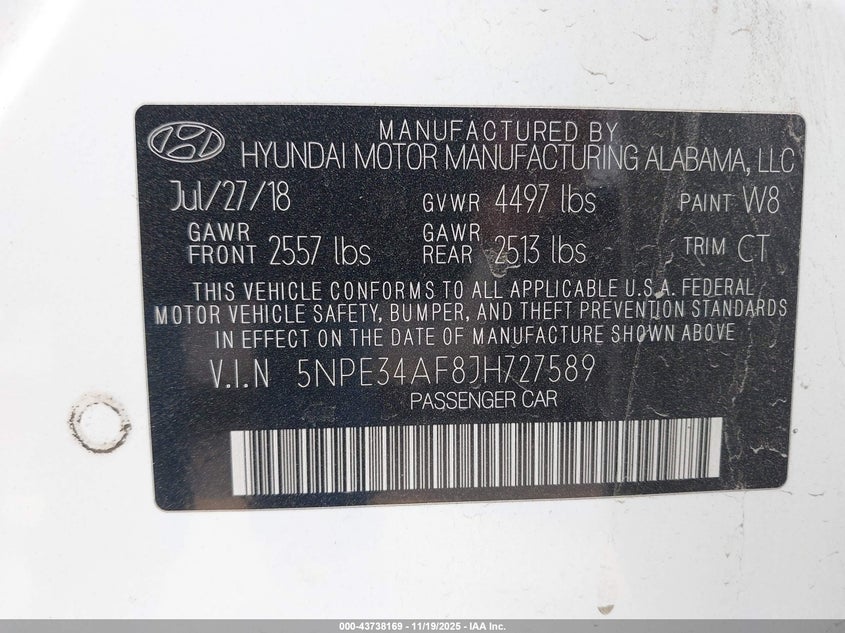 MANUFACTURED BY
HYUNDAI MOTOR MANUFACTURING ALABAMA, LLC
Jul/27/18 GVWR 4497 lbs PAINT W8
GAWR FRONT 2557 lbs GAWR REAR 2513 lbs TRIM CT
THIS VEHICLE CONFORMS TO ALL APPLICABLE U.S.A. FEDERAL
MOTOR VEHICLE SAFETY, BUMPER, AND THEFT PREVENTION STANDARDS
IN EFFECT ON THE DATE OF MANUFACTURE SHOWN ABOVE
V.I.N 5NPE34AF8JH727589
PASSENGER CAR
000-43738169 - 11/19/2025 - IAA Inc.